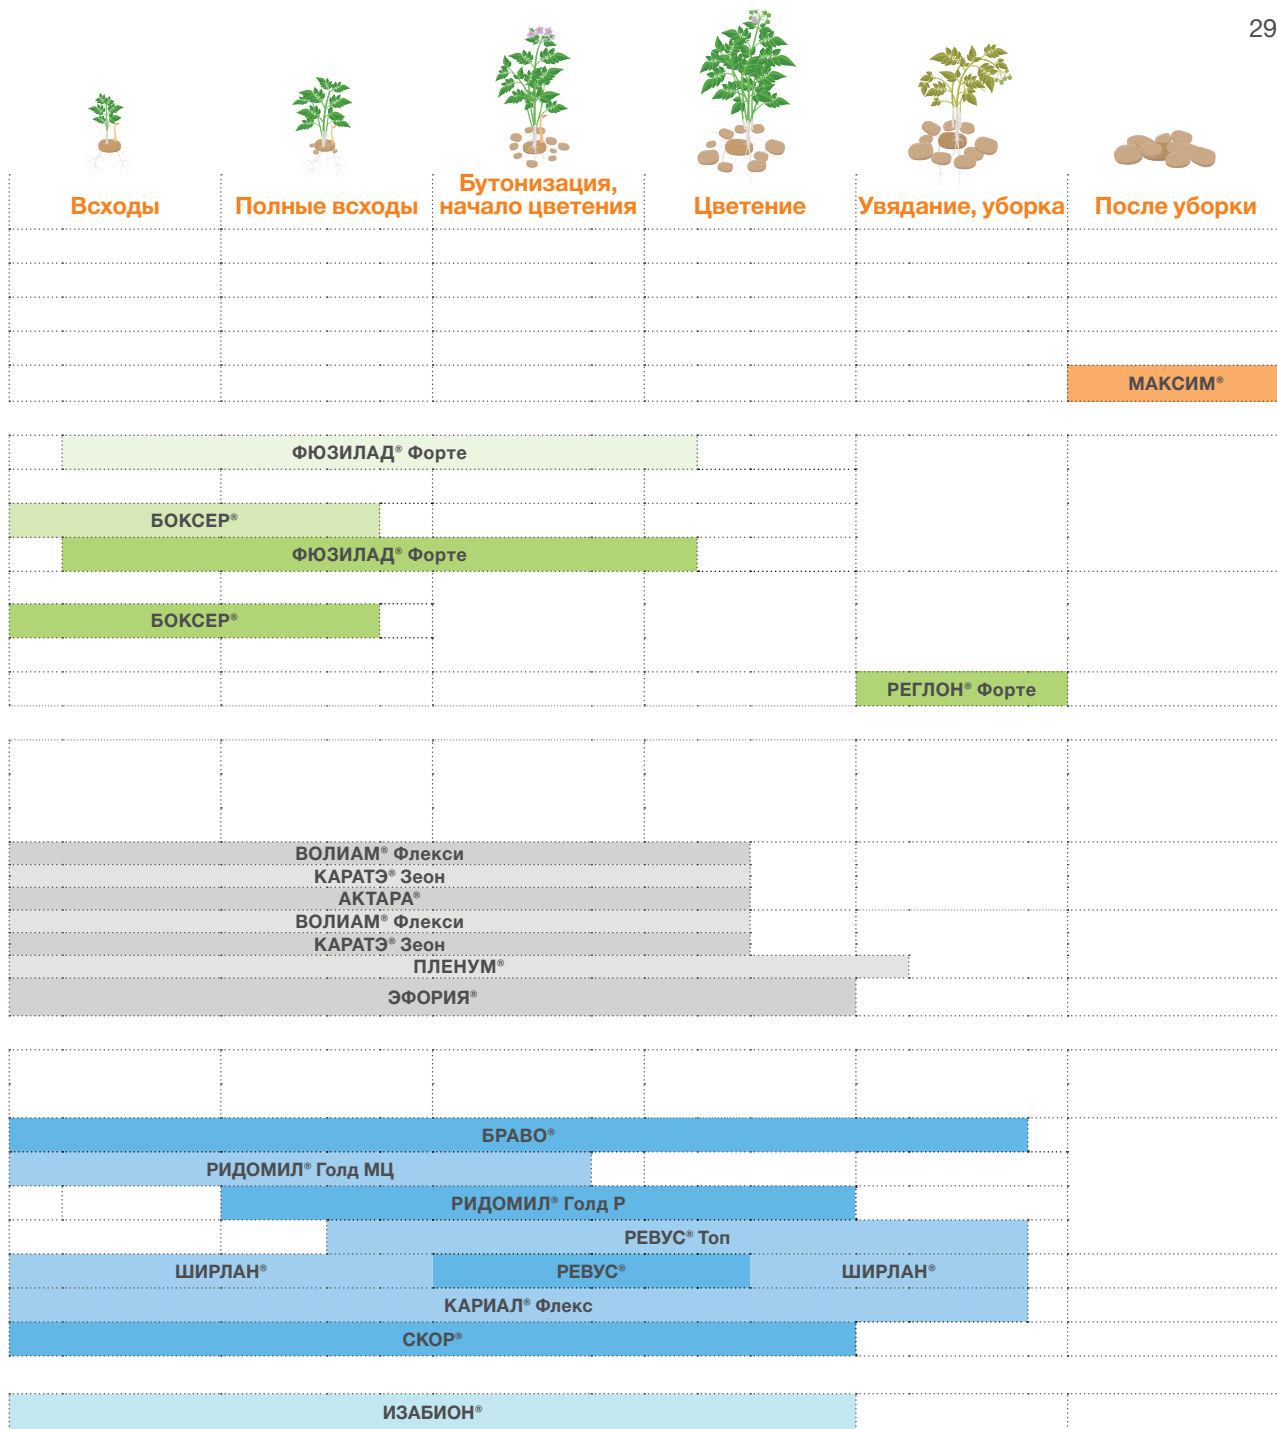 29
Всходы
Полные всходы
Бутонизация,
начало цветения
Цветение
Увядание, уборка
После уборки
МАКСИМ®
ФЮЗИЛАД® Форте
БОКСЕР®
ФЮЗИЛАД® Форте
БОКСЕР®
РЕГЛОН® Форте
ВОЛИАМ® Флекси
КАРАТЭ® Зеон
АКТАРА®
ВОЛИАМ® Флекси
КАРАТЭ® Зеон
ПЛЕНУМ®
ЭФОРИЯ®
БРАВО®
РИДОМИЛ® Голд МЦ
РИДОМИЛ® Голд Р
РЕВУС® Топ
ШИРЛАН®
РЕВУС®
ШИРЛАН®
КАРИАЛ® Флекс
СКОР®
ИЗАБИОН®